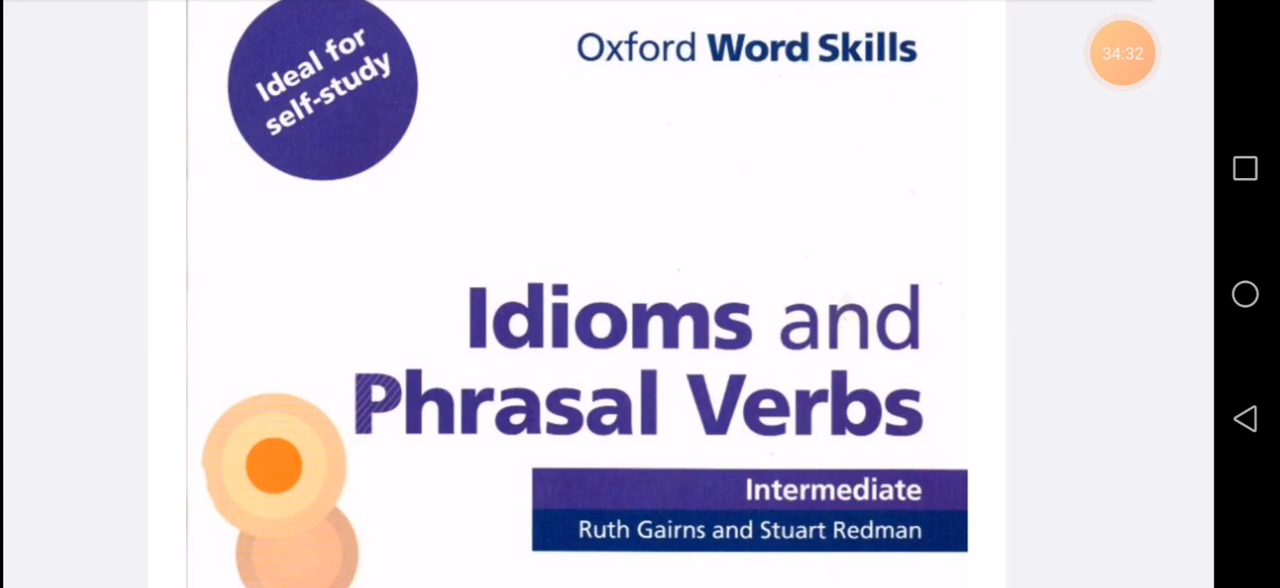 Ideal for
self-study
Oxford Word Skills
34:32
Idioms and
Phrasal Verbs
Intermediate
Ruth Gairns and Stuart Redman